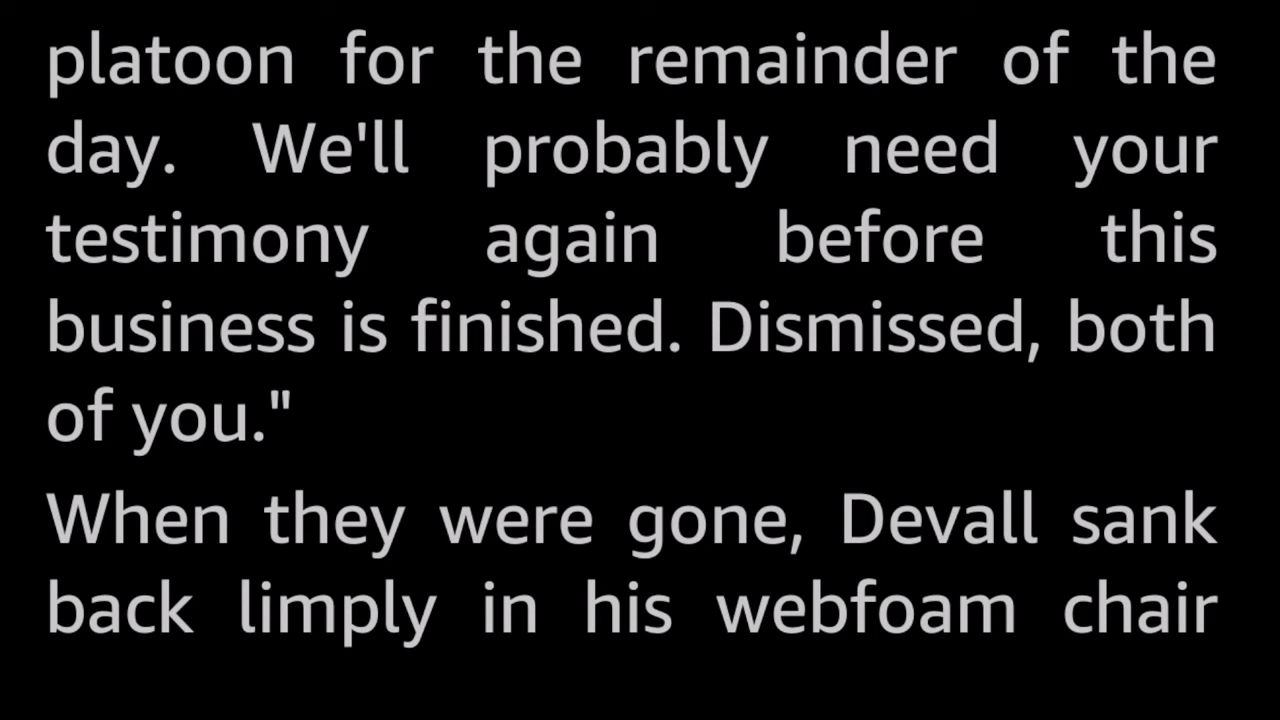 platoon for the remainder of the
day. We'll probably need your
testimony again before this
business is finished. Dismissed, both
of you."
When they were gone, Devall sank
back limply in his webfoam chair